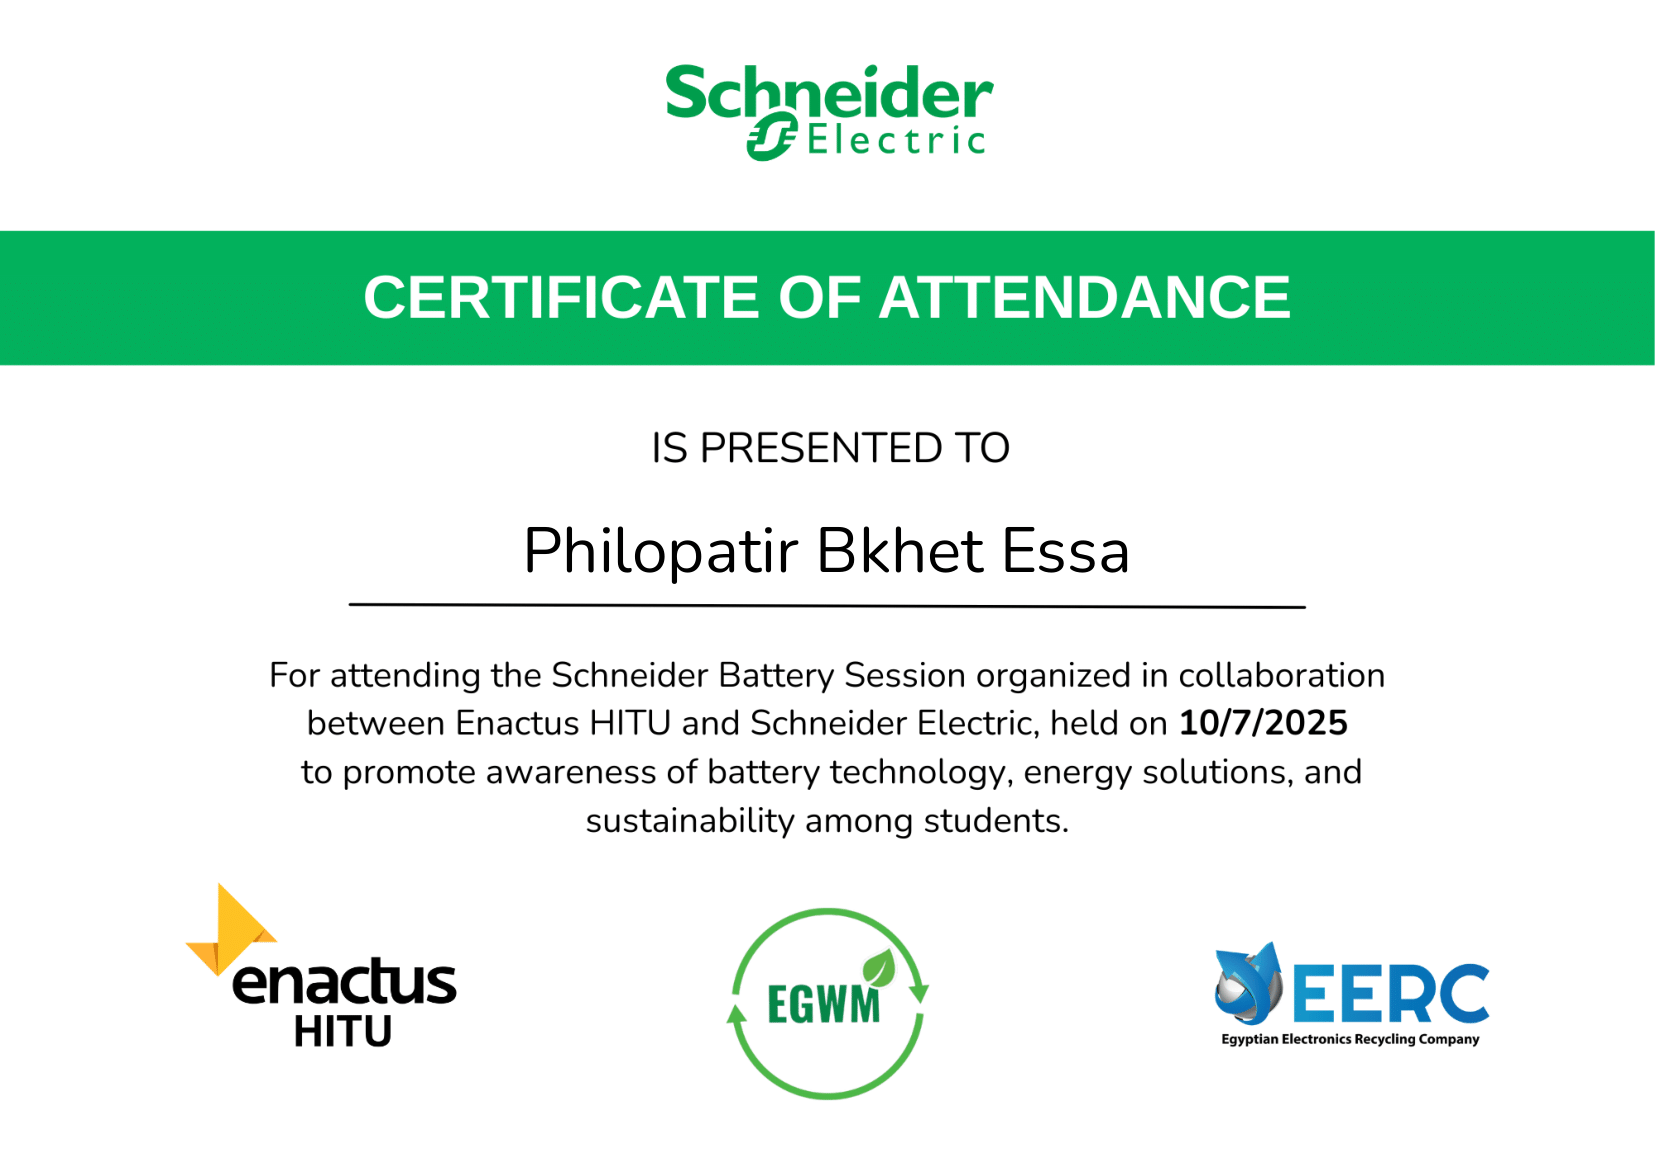 Schneider
Electric
CERTIFICATE OF ATTENDANCE
IS PRESENTED TO
Philopatir Bkhet Essa
For attending the Schneider Battery Session organized in collaboration
between Enactus HITU and Schneider Electric, held on 10/7/2025
to promote awareness of battery technology, energy solutions, and
sustainability among students.
enactus
HITU
EGWM
EERC
Egyptian Electronics Recycling Company